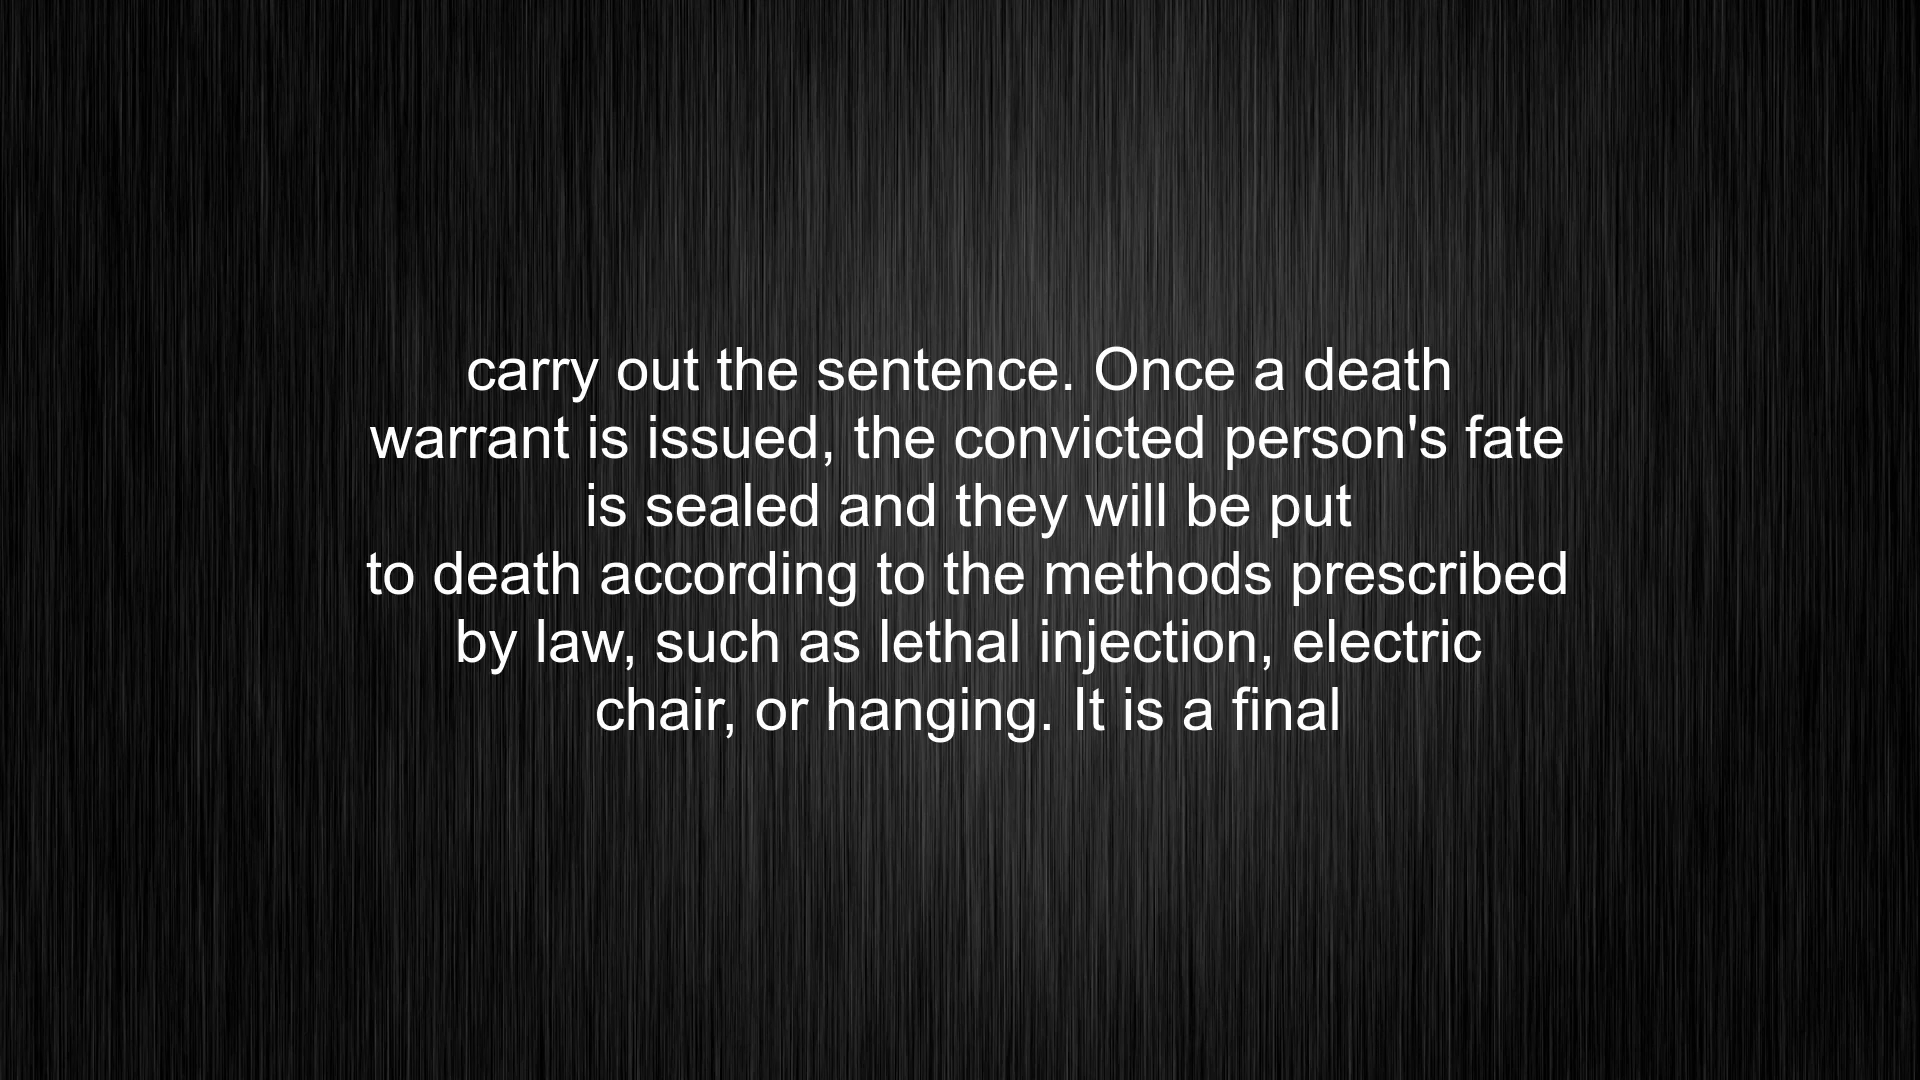 carry out the sentence. Once a death
warrant is issued, the convicted person's fate
is sealed and they will be put
to death according to the methods prescribed
by law, such as lethal injection, electric
chair, or hanging. It is a final